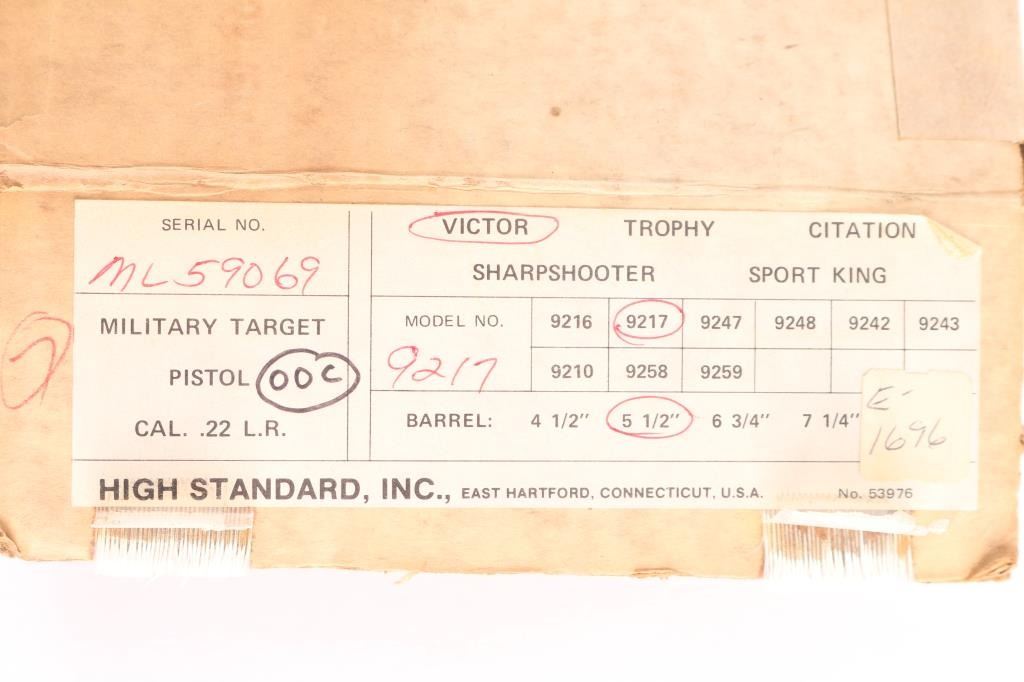 SERIAL NO.
ML59069
MILITARY TARGET
PISTOL OOC
CAL. .22 L.R.
VICTOR TROPHY CITATION
SHARPSHOOTER SPORT KING
MODEL NO. 9216 9217 9247 9248 9242 9243
9217 9210 9258 9259
BARREL: 4 1/2" 5 1/2" 6 3/4" 7 1/4"
E-
1696
HIGH STANDARD, INC., EAST HARTFORD, CONNECTICUT, U.S.A. No. 53976